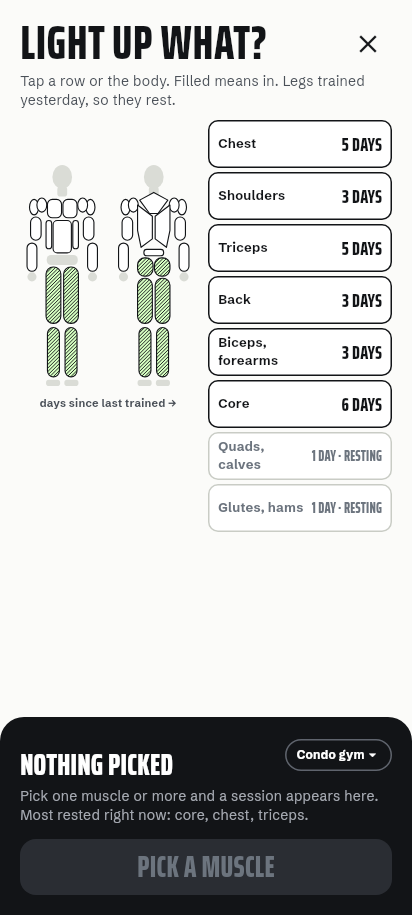 LIGHT UP WHAT?
Tap a row or the body. Filled means in. Legs trained
yesterday, so they rest.
Chest 5 DAYS
Shoulders 3 DAYS
Triceps 5 DAYS
Back 3 DAYS
Biceps,
forearms 3 DAYS
Core 6 DAYS
Quads,
calves 1 DAY · RESTING
Glutes, hams 1 DAY · RESTING
days since last trained →
NOTHING PICKED
Condo gym
Pick one muscle or more and a session appears here.
Most rested right now: core, chest, triceps.
PICK A MUSCLE